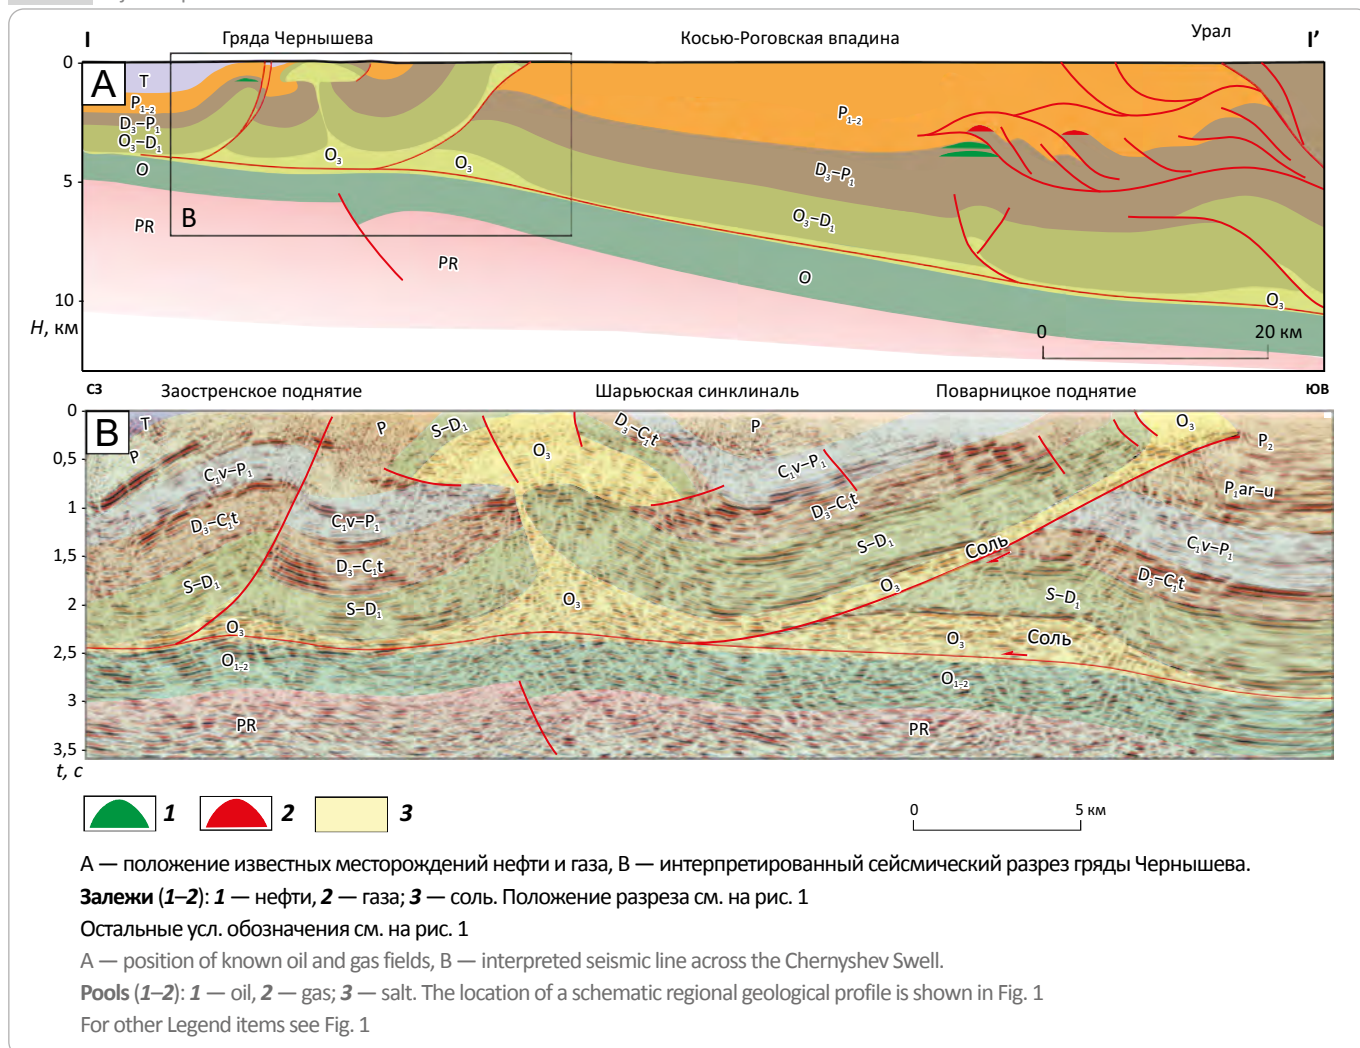 I Гряда Чернышева Косью-Роговская впадина Урал I’
0
A
T
P₁₋₂
P₁₋₂
D₃–P₁
O₃–D₁
O₃
O₃
O
D₃–P₁
5
B
O₃–D₁
PR
PR
O
10
O₃
H, км
0 20 км
СЗ Заостренское поднятие Шарьюская синклиналь Поварницкое поднятие ЮВ
0
B
T
P
S–D₁
D₃–C₁t
P
O₃
O₃
P₂
P
0,5
C₁v–P₁
C₁v–P₁
P₁ar–u
1
D₃–C₁t
C₁v–P₁
D₃–C₁t
C₁v–P₁
1,5
D₃–C₁t
S–D₁
Соль
D₃–C₁t
S–D₁
S–D₁
O₃
O₃
S–D₁
2
O₃
O₃
Соль
2,5
O₁₋₂
O₁₋₂
3
PR
PR
3,5
t, с
1 2 3
0 5 км
А — положение известных месторождений нефти и газа, В — интерпретированный сейсмический разрез гряды Чернышева.
Залежи (1–2): 1 — нефти, 2 — газа; 3 — соль. Положение разреза см. на рис. 1
Остальные усл. обозначения см. на рис. 1
A — position of known oil and gas fields, B — interpreted seismic line across the Chernyshev Swell.
Pools (1–2): 1 — oil, 2 — gas; 3 — salt. The location of a schematic regional geological profile is shown in Fig. 1
For other Legend items see Fig. 1